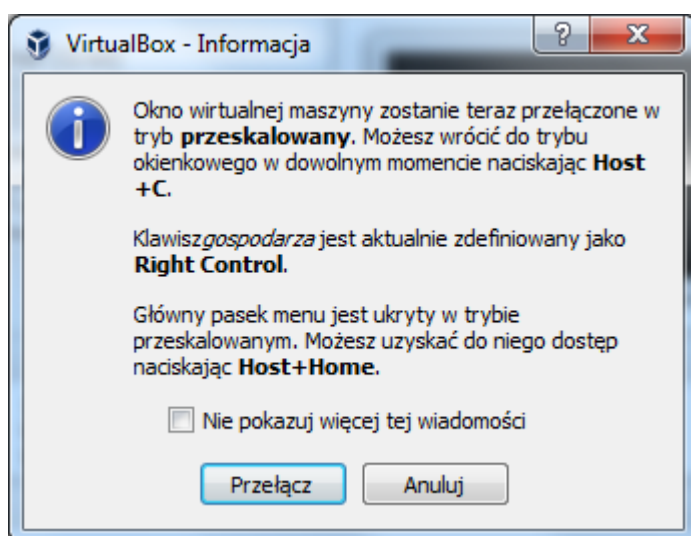 VirtualBox - Informacja
Okno wirtualnej maszyny zostanie teraz przełączone w
tryb przeskalowany. Możesz wrócić do trybu
okienkowego w dowolnym momencie naciskając Host
+C.
Klawiszgospodarza jest aktualnie zdefiniowany jako
Right Control.
Główny pasek menu jest ukryty w trybie
przeskalowanym. Możesz uzyskać do niego dostęp
naciskając Host+Home.
Nie pokazuj więcej tej wiadomości
Przełącz Anuluj